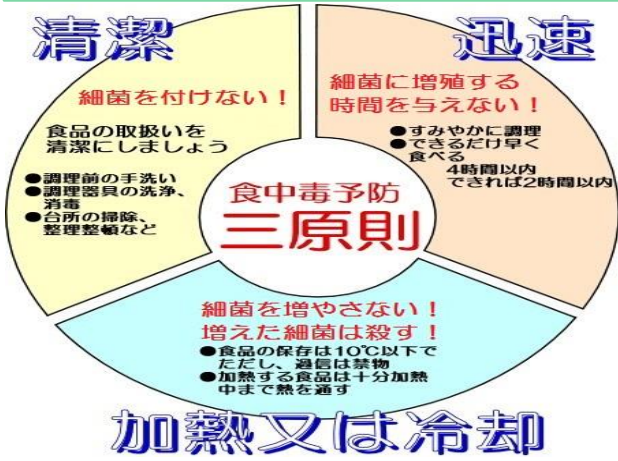 清潔
細菌を付けない！
食品の取扱いを
清潔にしましょう
●調理前の手洗い
●調理器具の洗浄、
消毒
●台所の掃除、
整理整頓など
迅速
細菌に増殖する
時間を与えない！
●すみやかに調理
●できるだけ早く
食べる
4時間以内
できれば2時間以内
食中毒予防
三原則
細菌を増やさない！
増えた細菌は殺す！
●食品の保存は10℃以下で
ただし、過信は禁物
●加熱する食品は十分加熱
中まで熱を通す
加熱又は冷却